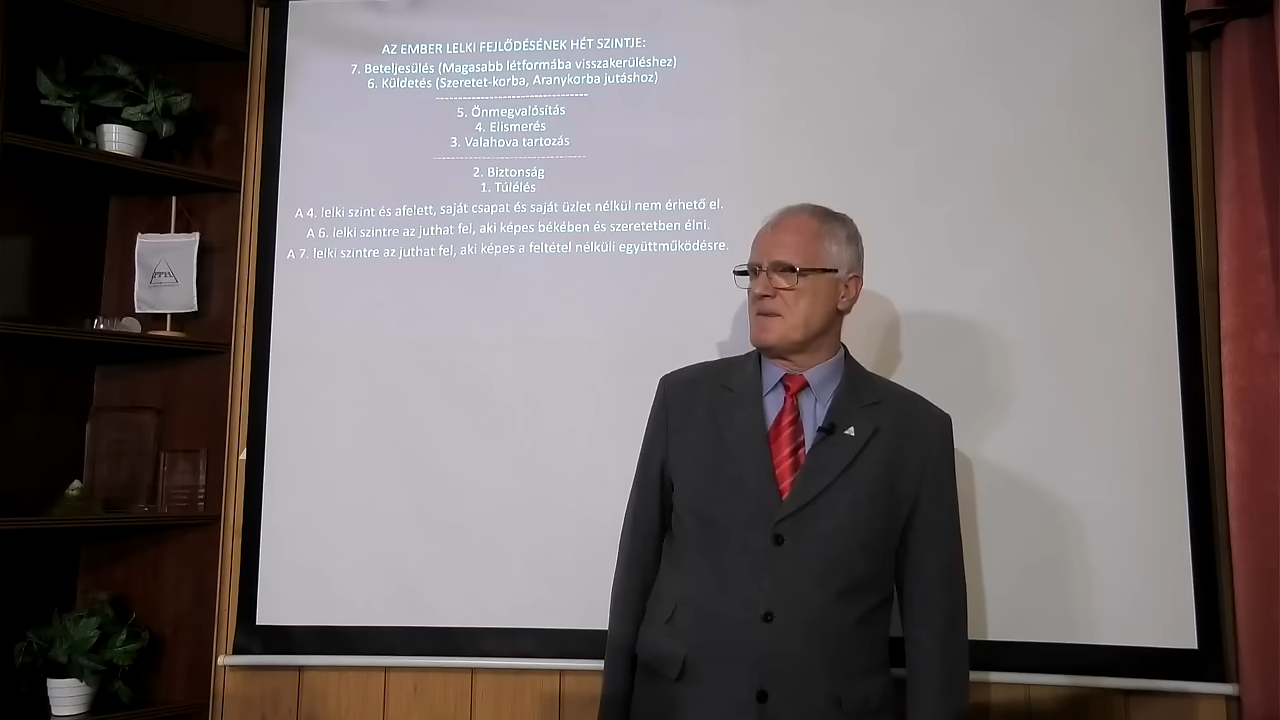 AZ EMBER LELKI FEJLŐDÉSÉNEK HÉT SZINTJE:
7. Beteljesülés (Magasabb létformába visszakerüléshez)
6. Küldetés (Szeretet-korba, Aranykorba jutáshoz)
5. Önmegvalósítás
4. Elismerés
3. Valahova tartozás
2. Biztonság
1. Túlélés
A 4. lelki szint és afelett, saját csapat és saját üzlet nélkül nem érhető el.
A 6. lelki szintre az juthat fel, aki képes békében és szeretetben élni.
A 7. lelki szintre az juthat fel, aki képes a feltétel nélküli együttműködésre.